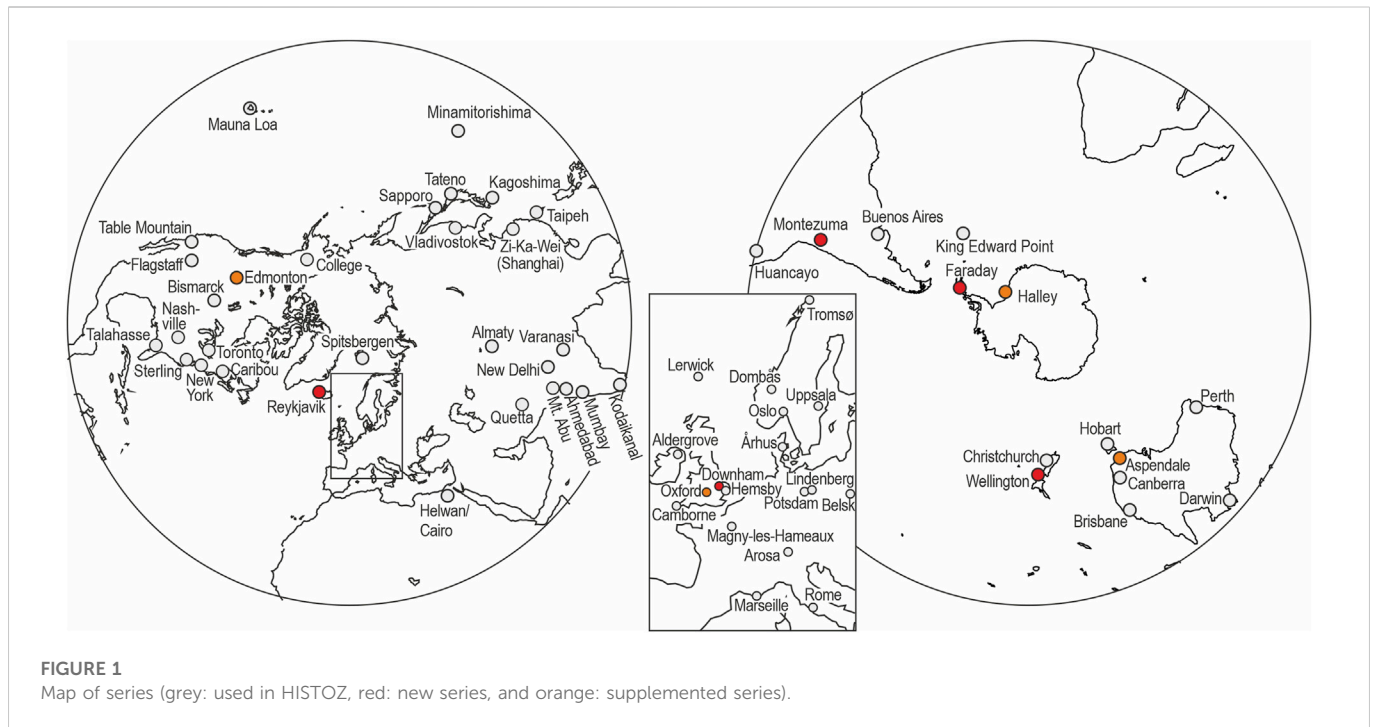 Mauna Loa
Minamitorishima
Tateno
Kagoshima
Sapporo
Taipeh
Table Mountain
Vladivostok
Zi-Ka-Wei
(Shanghai)
Flagstaff
College
Edmonton
Bismarck
Nash-
ville
Talahasse
Toronto
Spitsbergen
Almaty
Varanasi
Sterling
New
York
Caribou
New Delhi
Reykjavik
Quetta
Mt. Abu
Ahmedabad
Mumbay
Kodaikanal
Helwan/
Cairo
Tromsø
Lerwick
Dombas
Uppsala
Oslo
Århus
Aldergrove
Downham
Lindenberg
Oxford
Hemsby
Potsdam
Belsk
Camborne
Magny-les-Hameaux
Arosa
Marseille
Rome
Montezuma
Buenos Aires
King Edward Point
Huancayo
Faraday
Halley
Perth
Hobart
Christchurch
Aspendale
Wellington
Canberra
Darwin
Brisbane
FIGURE 1
Map of series (grey: used in HISTOZ, red: new series, and orange: supplemented series).